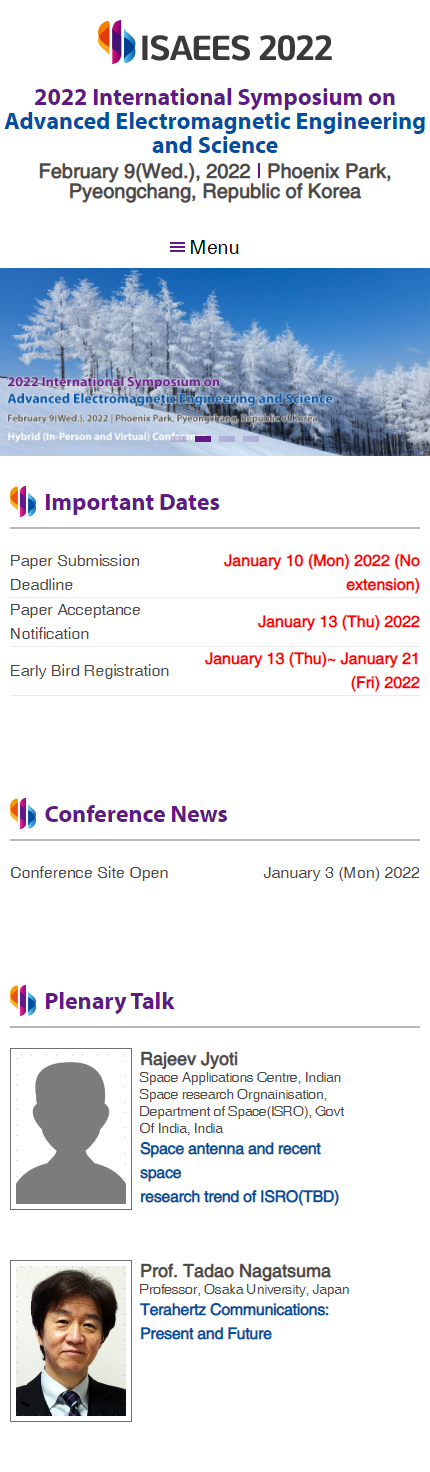 ISAEES 2022
2022 International Symposium on
Advanced Electromagnetic Engineering
and Science
February 9(Wed.), 2022 | Phoenix Park,
Pyeongchang, Republic of Korea
Menu
2022 International Symposium on
Advanced Electromagnetic Engineering and Science
February 9(Wed.), 2022 | Phoenix Park, Pyeongchang, Republic of Korea
Hybrid (In-Person and Virtual) Conference
Important Dates
Paper Submission
Deadline
January 10 (Mon) 2022 (No
extension)
Paper Acceptance
Notification
January 13 (Thu) 2022
Early Bird Registration
January 13 (Thu)~ January 21
(Fri) 2022
Conference News
Conference Site Open
January 3 (Mon) 2022
Plenary Talk
Rajeev Jyoti
Space Applications Centre, Indian
Space research Orgnainisation,
Department of Space(ISRO), Govt
Of India, India
Space antenna and recent
space
research trend of ISRO(TBD)
Prof. Tadao Nagatsuma
Professor, Osaka University, Japan
Terahertz Communications:
Present and Future